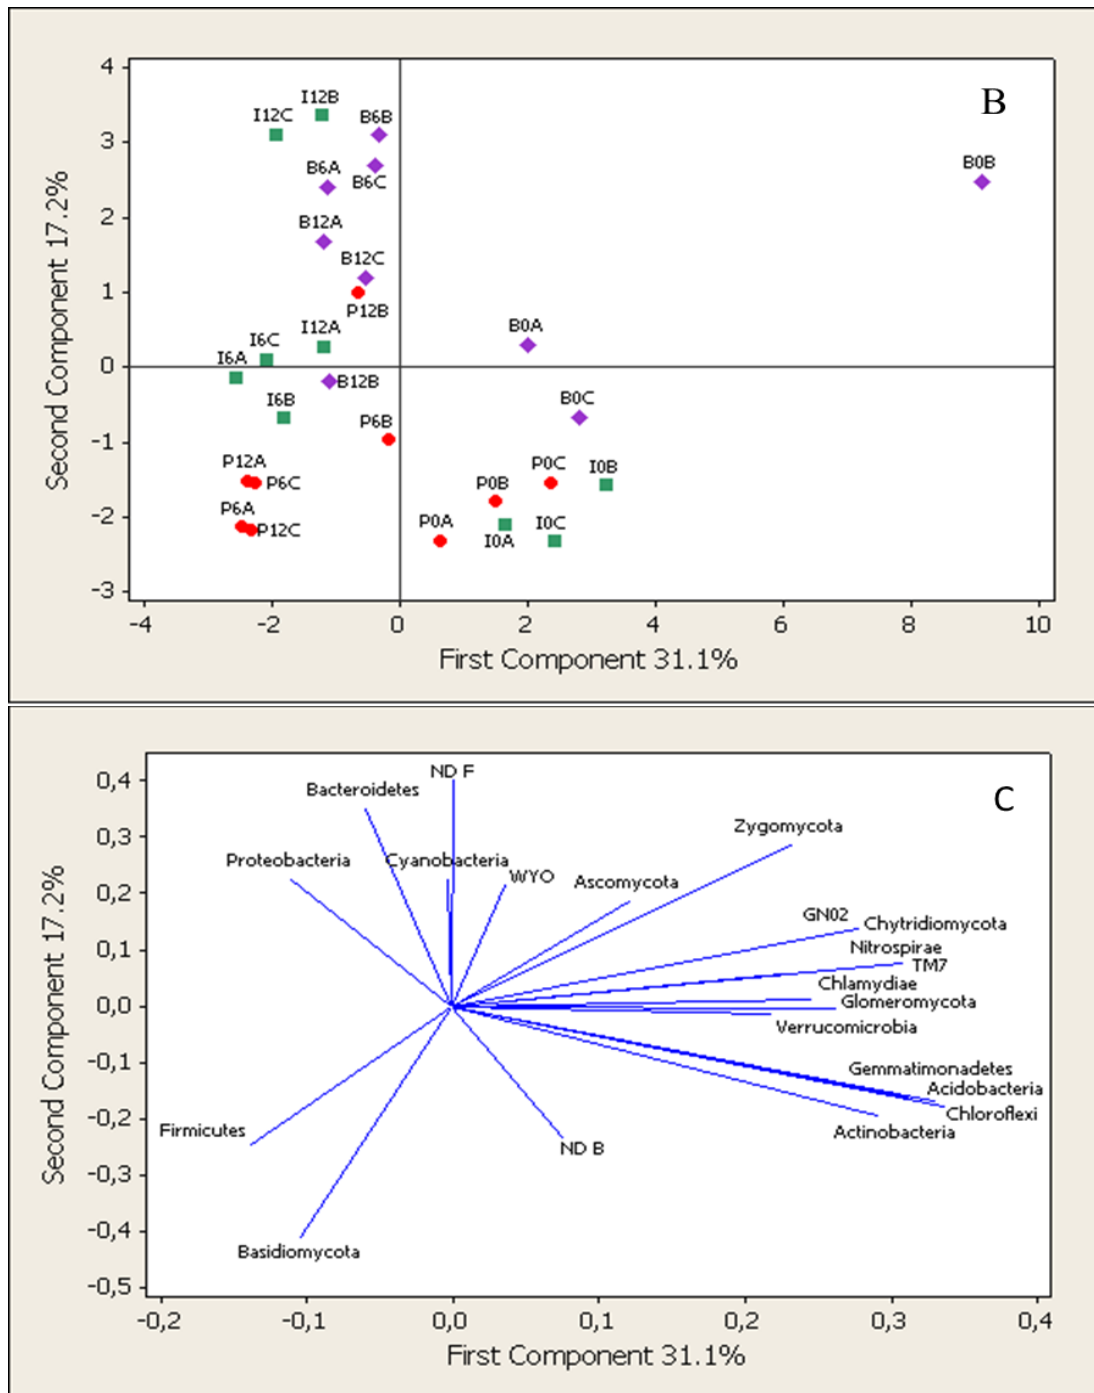 B
4
3
2
1
0
-1
-2
-3
Second Component 17.2%
I12B
I12C
B6B
B6A
B6C
B0B
B12A
B12C
P12B
I12A
B0A
I6C
I6A
B12B
I6B
B0C
P6B
P12A
P6C
P0C
I0B
P0B
P6A
P12C
P0A
I0A
I0C
-4 -2 0 2 4 6 8 10
First Component 31.1%
C
0,4
0,3
0,2
0,1
0,0
-0,1
-0,2
-0,3
-0,4
-0,5
Second Component 17.2%
ND F
Bacteroidetes
Zygomycota
Proteobacteria
Cyanobacteria
WYO
Ascomycota
GN02
Chytridiomycota
Nitrospirae
TM7
Chlamydiae
Glomeromycota
Verrucomicrobia
Gemmatimonadetes
Acidobacteria
Chloroflexi
Actinobacteria
Firmicutes
ND B
Basidiomycota
-0,2 -0,1 0,0 0,1 0,2 0,3 0,4
First Component 31.1%